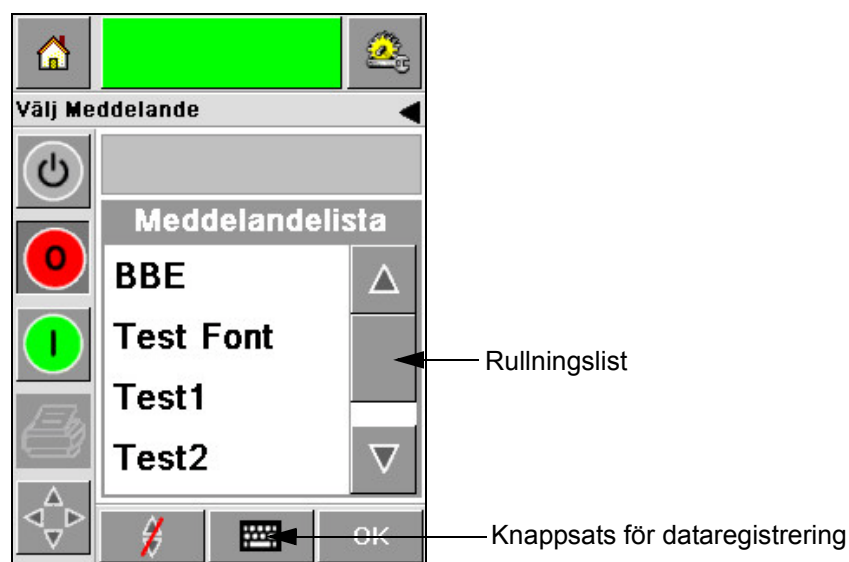 Välj Meddelande
Meddelandelista
BBE
Test Font
Test1
Test2
OK
Rullningslist
Knappsats för dataregistrering